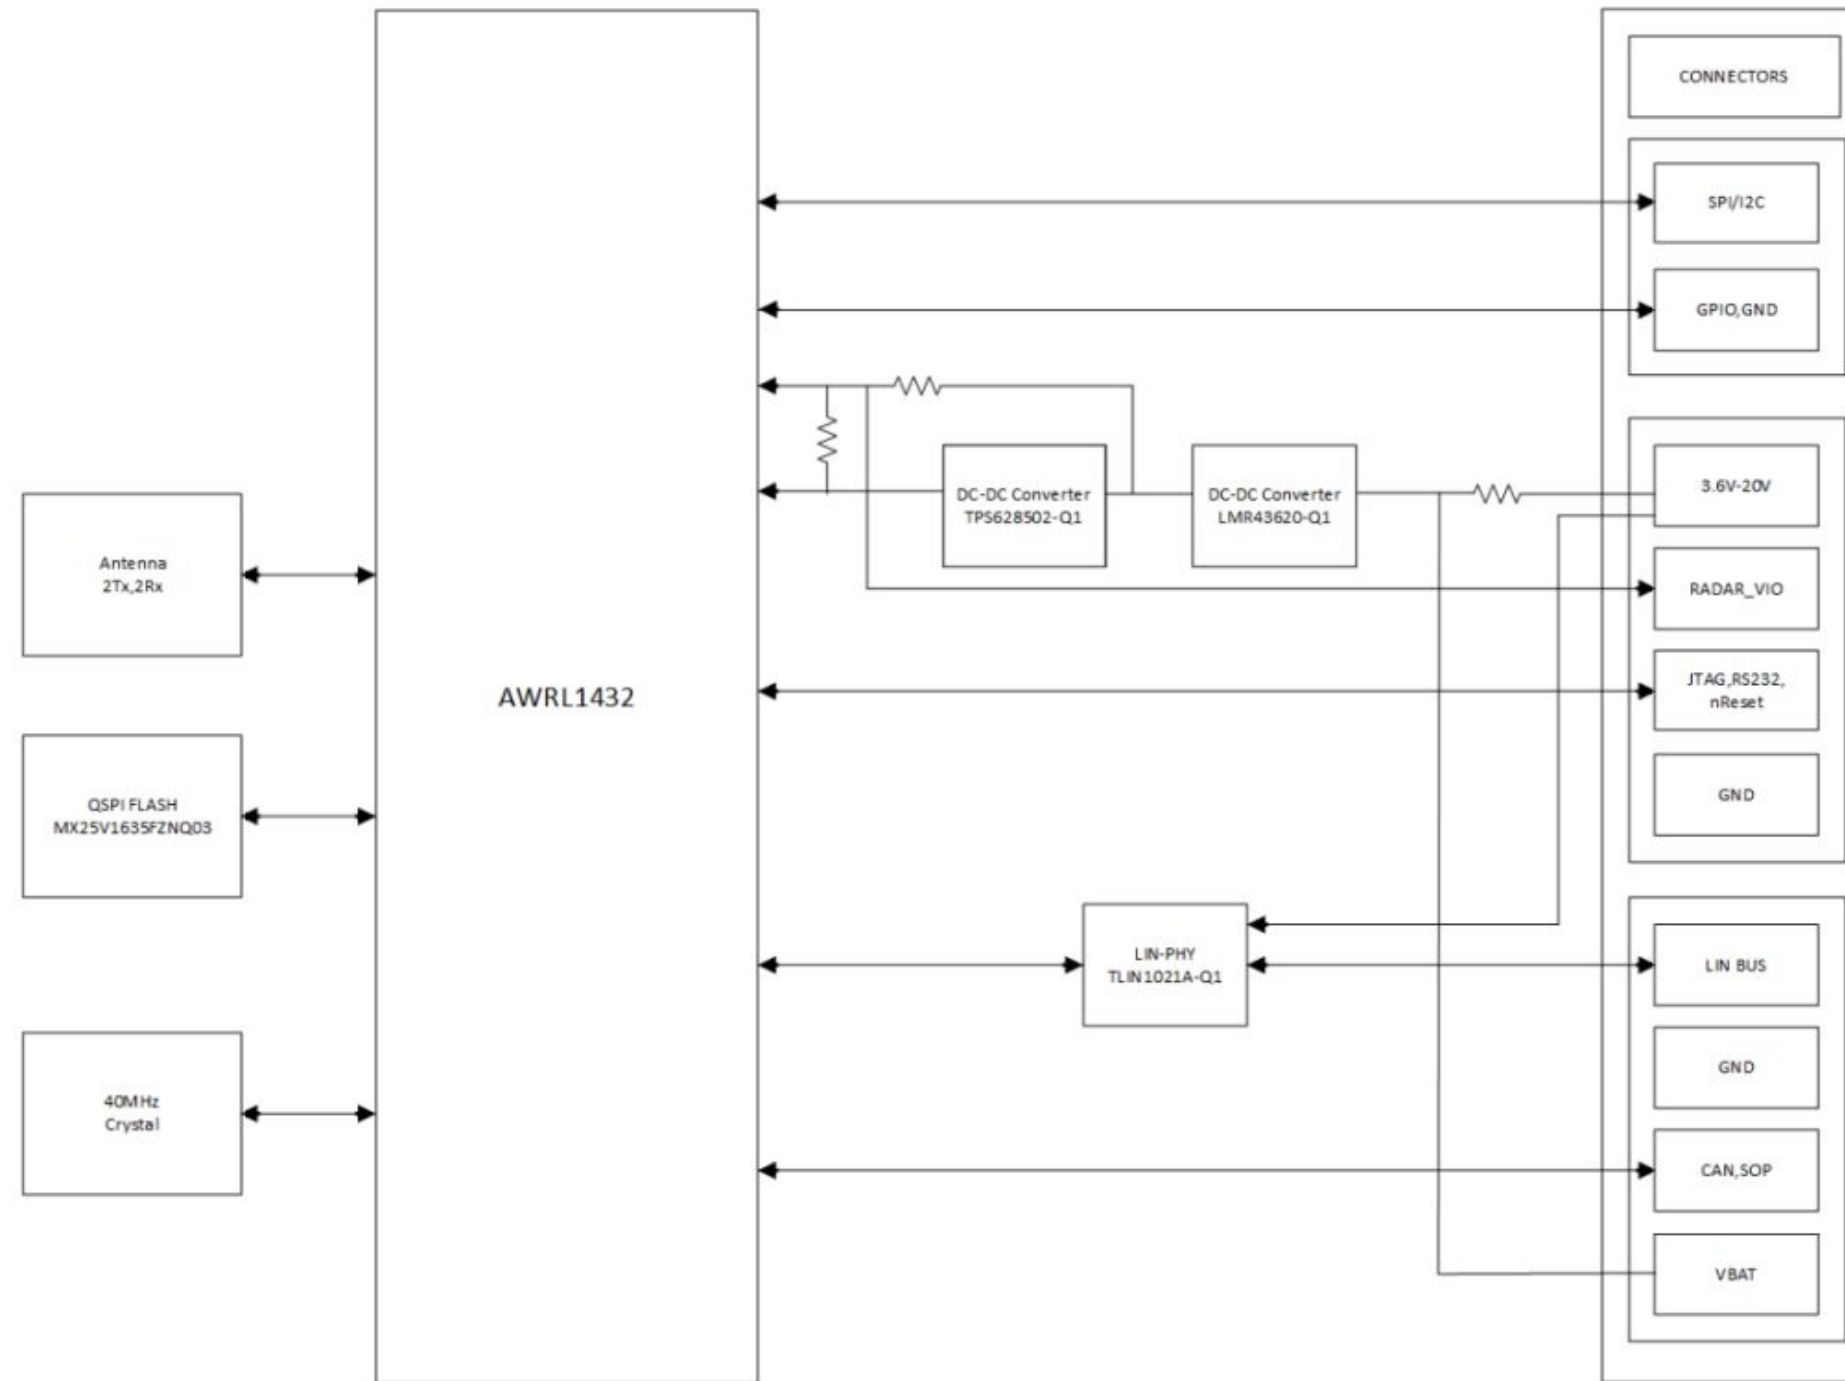 CONNECTORS
SPI/I2C
GPIO,GND
DC-DC Converter
TPS628502-Q1
DC-DC Converter
LMR43620-Q1
3.6V-20V
Antenna
2Tx,2Rx
RADAR_VIO
AWRL1432
JTAG,RS232,
nReset
QSPI FLASH
MX25V1635FZNQ03
GND
LIN-PHY
TLIN1021A-Q1
LIN BUS
GND
40MHz
Crystal
CAN,SOP
VBAT